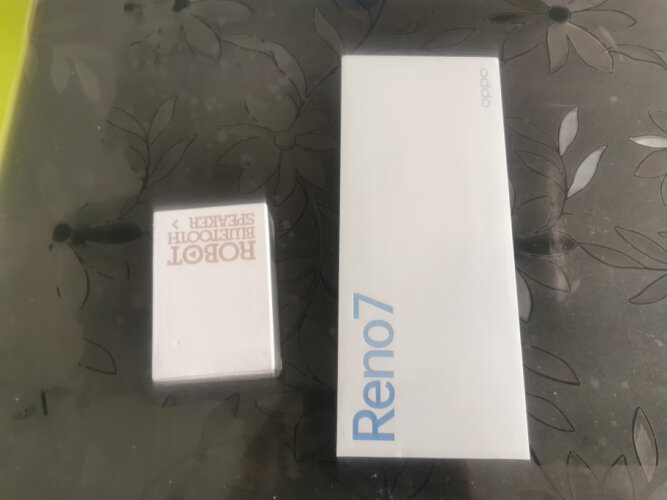 ROBOT
BLUETOOTH
SPEAKER >
oppo
Reno7